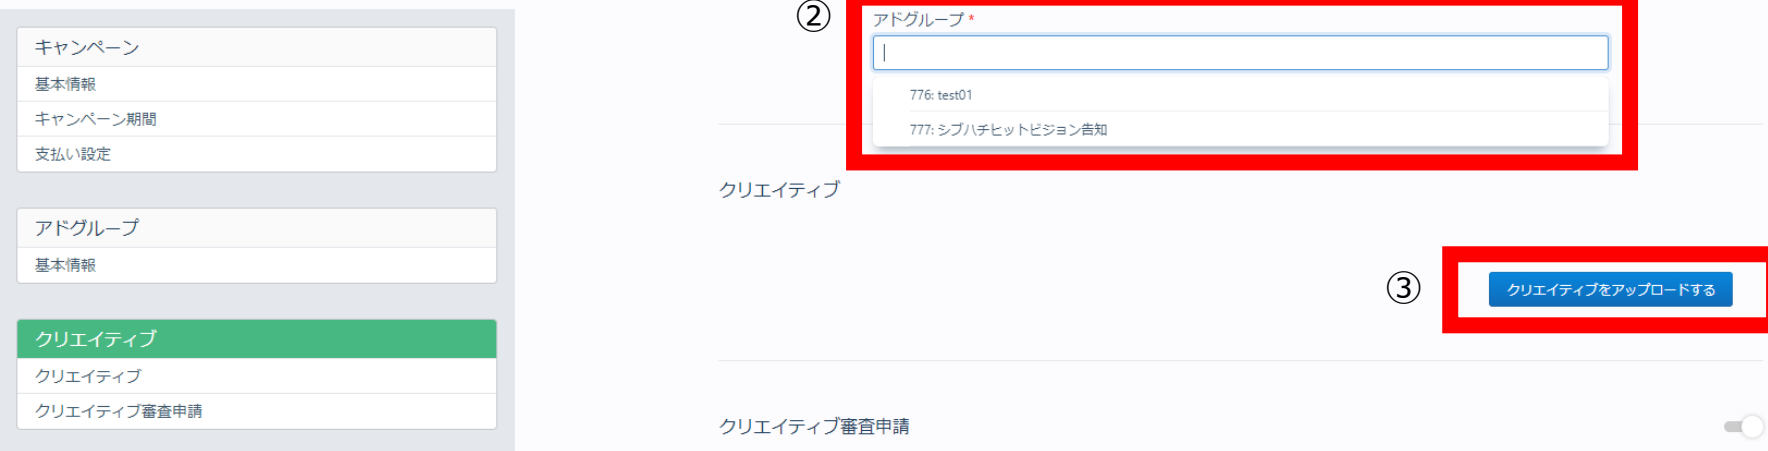 キャンペーン
基本情報
キャンペーン期間
支払い設定
アドグループ
基本情報
クリエイティブ
クリエイティブ
クリエイティブ審査申請
②
アドグループ *
776: test01
777: シブハチヒットビジョン告知
クリエイティブ
③
クリエイティブをアップロードする
クリエイティブ審査申請